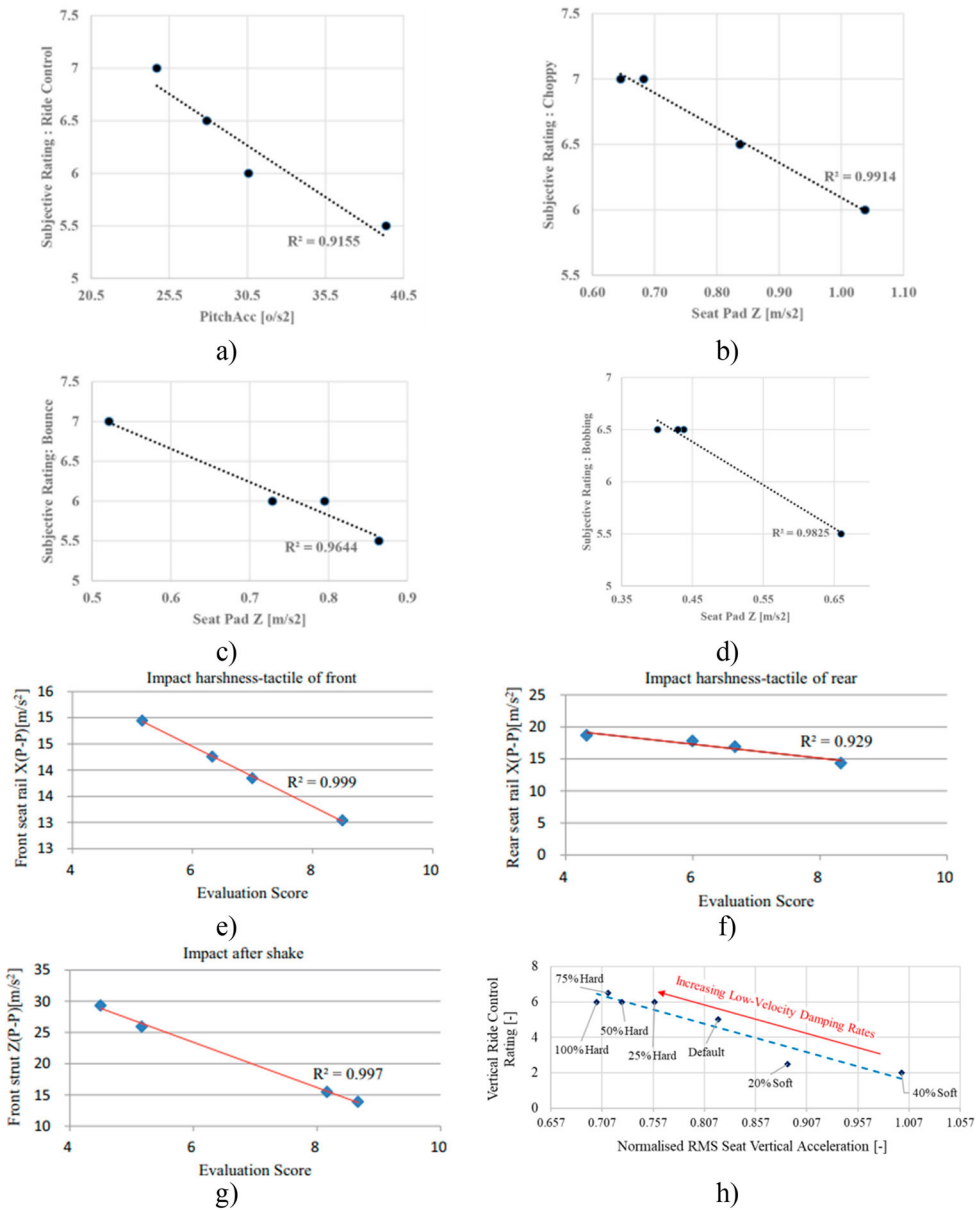 7.5
7
6.5
6
5.5
5
Subjective Rating : Ride Control
R² = 0.9155
20.5 25.5 30.5 35.5 40.5
PitchAcc [o/s2]
a)
7.5
7
6.5
6
5.5
Subjective Rating : Choppy
R² = 0.9914
0.60 0.70 0.80 0.90 1.00 1.10
Seat Pad Z [m/s2]
b)
7.5
7
6.5
6
5.5
5
Subjective Rating: Bounce
R² = 0.9644
0.5 0.6 0.7 0.8 0.9
Seat Pad Z [m/s2]
c)
7
6.5
6
5.5
5
Subjective Rating : Bobbing
R² = 0.9825
0.35 0.45 0.55 0.65
Seat Pad Z [m/s2]
d)
Impact harshness-tactile of front
16
15
15
14
14
13
13
Front seat rail X(P-P)[m/s²]
R² = 0.999
4 6 8 10
Evaluation Score
e)
Impact harshness-tactile of rear
25
20
15
10
5
0
Rear seat rail X(P-P)[m/s²]
R² = 0.929
4 6 8 10
Evaluation Score
f)
Impact after shake
35
30
25
20
15
10
Front strut Z(P-P)[m/s²]
R² = 0.997
4 6 8 10
Evaluation Score
g)
8
6
4
2
0
Vertical Ride Control
Rating [-]
75% Hard
100% Hard
50% Hard
25% Hard
Default
20% Soft
40% Soft
Increasing Low-Velocity Damping Rates
0.657 0.707 0.757 0.807 0.857 0.907 0.957 1.007 1.057
Normalised RMS Seat Vertical Acceleration [-]
h)